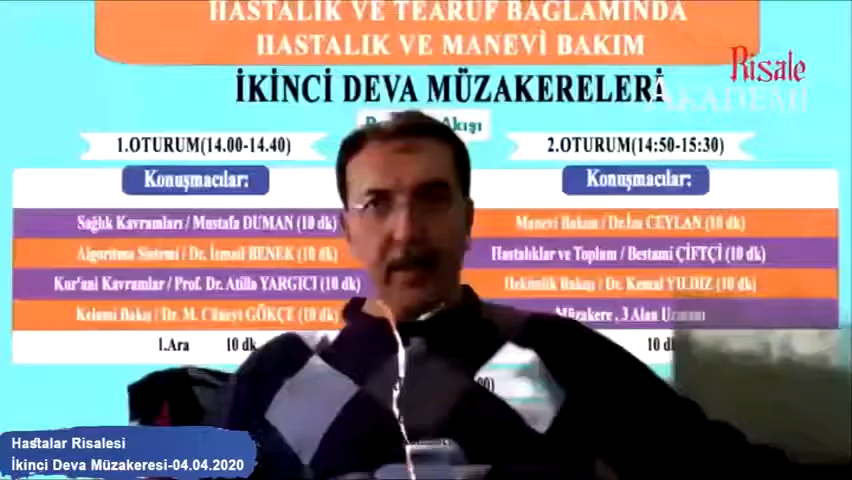 HASTALIK VE TEARUF BAĞLAMINDA
HASTALIK VE MANEVİ BAKIM
İKİNCİ DEVA MÜZAKERELERİ
Risale
AKADEMİ
Akışı
1.OTURUM(14.00-14.40)
Konuşmacılar:
Sağlık Kavramları / Mustafa DUMAN (10 dk)
Algoritma Sistemi / Dr. İsmail BENEK (10 dk)
Kur'ani Kavramlar / Prof. Dr. Atilla YARGICI (10 dk)
Kelami Bakış / Dr. M. Cüneyt GÖKÇE (10 dk)
1.Ara 10 dk
2.OTURUM(14:50-15:30)
Konuşmacılar:
Manevi Bakım / Dr.İsa CEYLAN (10 dk)
Hastalıklar ve Toplum / Bestami ÇİFTÇİ (10 dk)
Hekimlik Bakışı / Dr. Kemal YILDIZ (10 dk)
Müzakere , 3 Alan Uzmanı
10 dk
Hastalar Risalesi
İkinci Deva Müzakeresi-04.04.2020